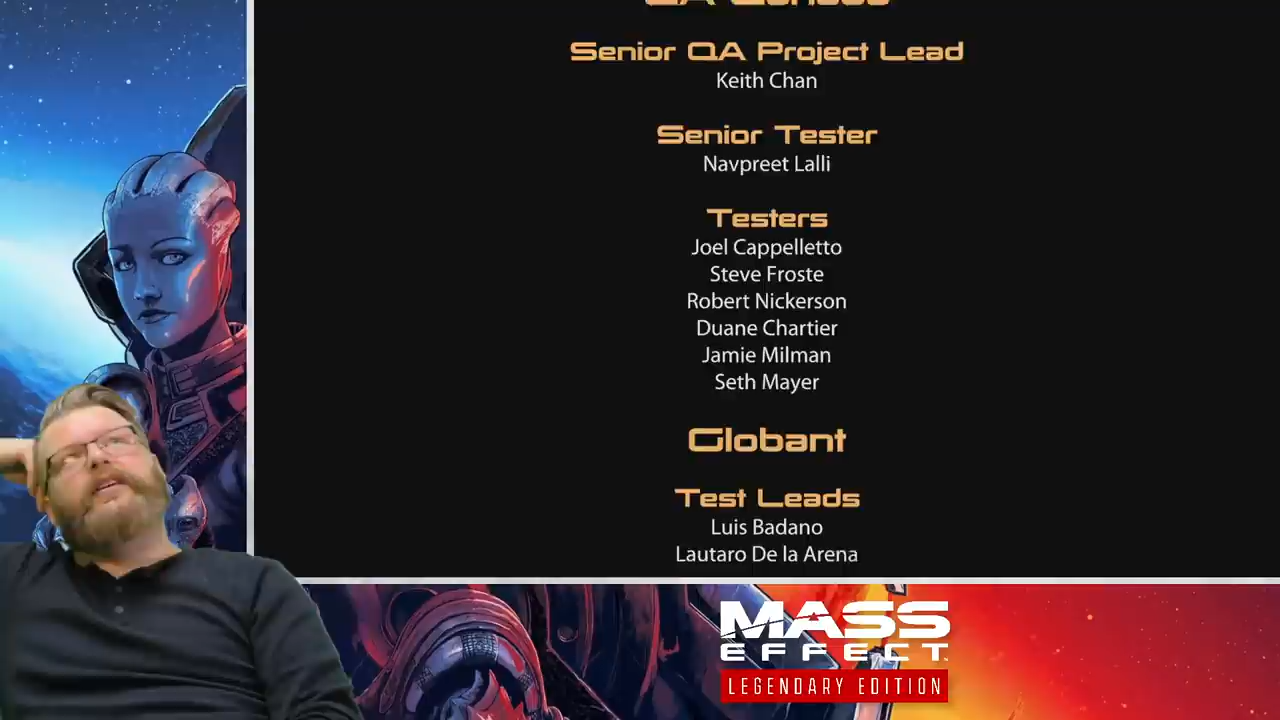 Senior QA Project Lead
Keith Chan
Senior Tester
Navpreet Lalli
Testers
Joel Cappelletto
Steve Froste
Robert Nickerson
Duane Chartier
Jamie Milman
Seth Mayer
Globant
Test Leads
Luis Badano
Lautaro De la Arena
MASS
EFFECT
LEGENDARY EDITION